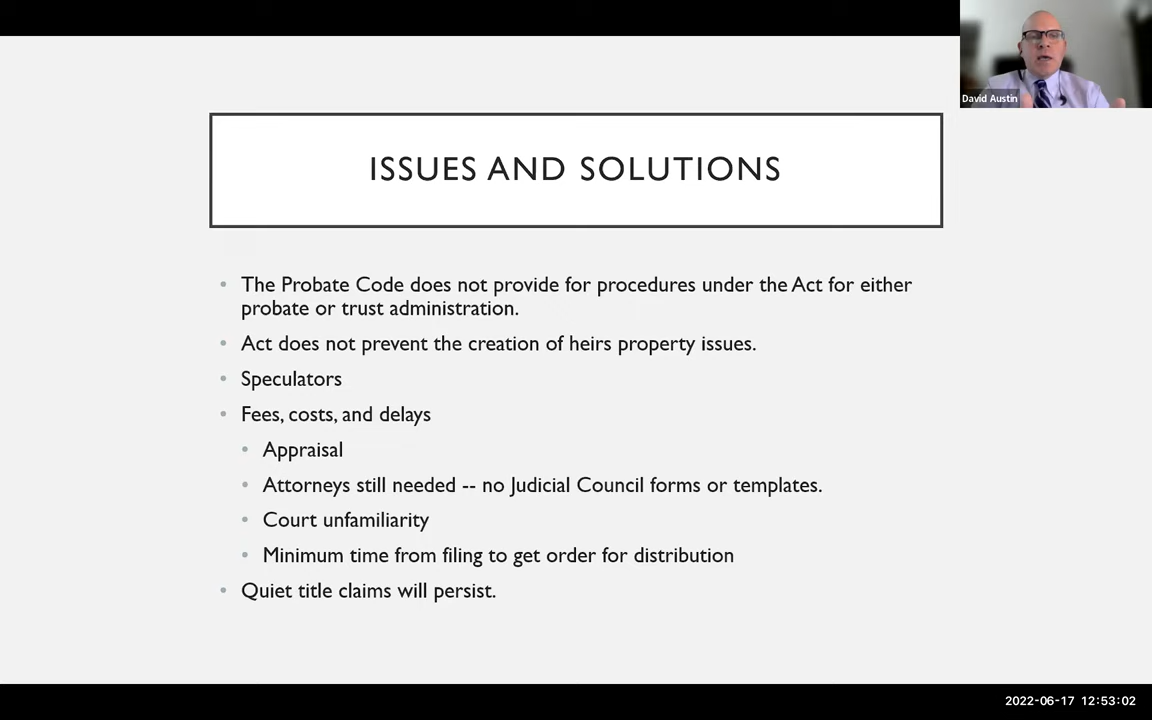 David Austin
ISSUES AND SOLUTIONS
• The Probate Code does not provide for procedures under the Act for either
probate or trust administration.
• Act does not prevent the creation of heirs property issues.
• Speculators
• Fees, costs, and delays
• Appraisal
• Attorneys still needed -- no Judicial Council forms or templates.
• Court unfamiliarity
• Minimum time from filing to get order for distribution
• Quiet title claims will persist.
2022-06-17 12:53:02